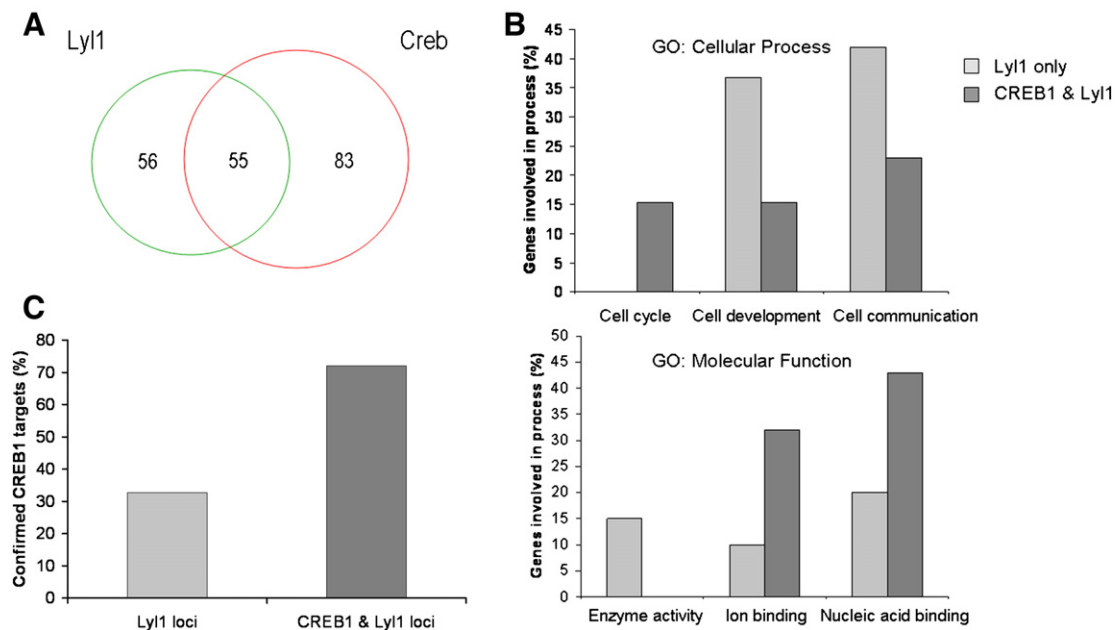 A
Lyl1
Creb
56
55
83
B
GO: Cellular Process
Genes involved in process (%)
45
40
35
30
25
20
15
10
5
0
Cell cycle
Cell development
Cell communication
Lyl1 only
CREB1 & Lyl1
C
Confirmed CREB1 targets (%)
80
70
60
50
40
30
20
10
0
Lyl1 loci
CREB1 & Lyl1 loci
GO: Molecular Function
Genes involved in process (%)
50
45
40
35
30
25
20
15
10
5
0
Enzyme activity
Ion binding
Nucleic acid binding